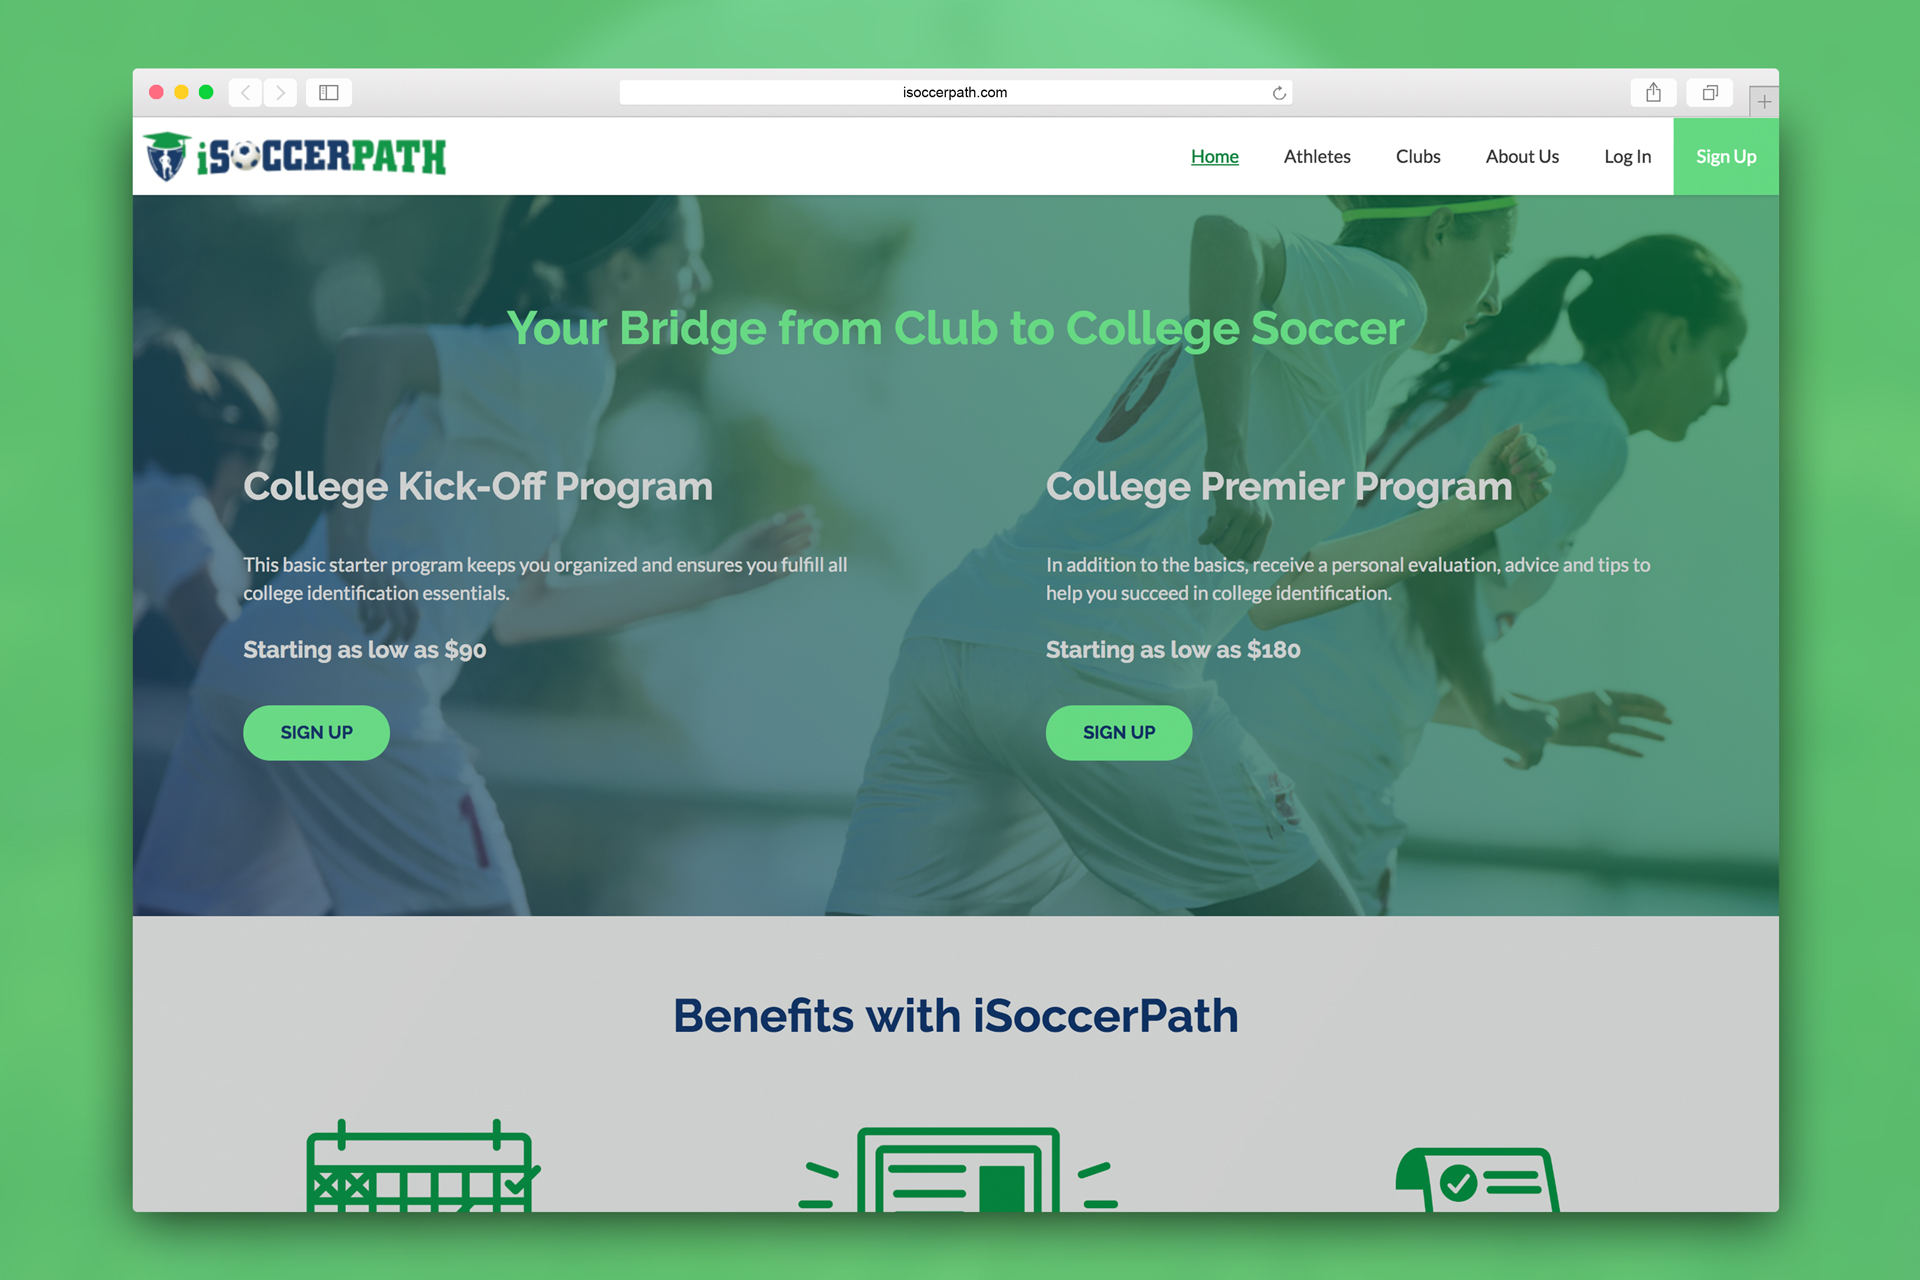 isoccerpath.com
iSOCCERPATH
Home Athletes Clubs About Us Log In Sign Up
Your Bridge from Club to College Soccer
College Kick-Off Program
This basic starter program keeps you organized and ensures you fulfill all
college identification essentials.
Starting as low as $90
SIGN UP
College Premier Program
In addition to the basics, receive a personal evaluation, advice and tips to
help you succeed in college identification.
Starting as low as $180
SIGN UP
1
Benefits with iSoccerPath